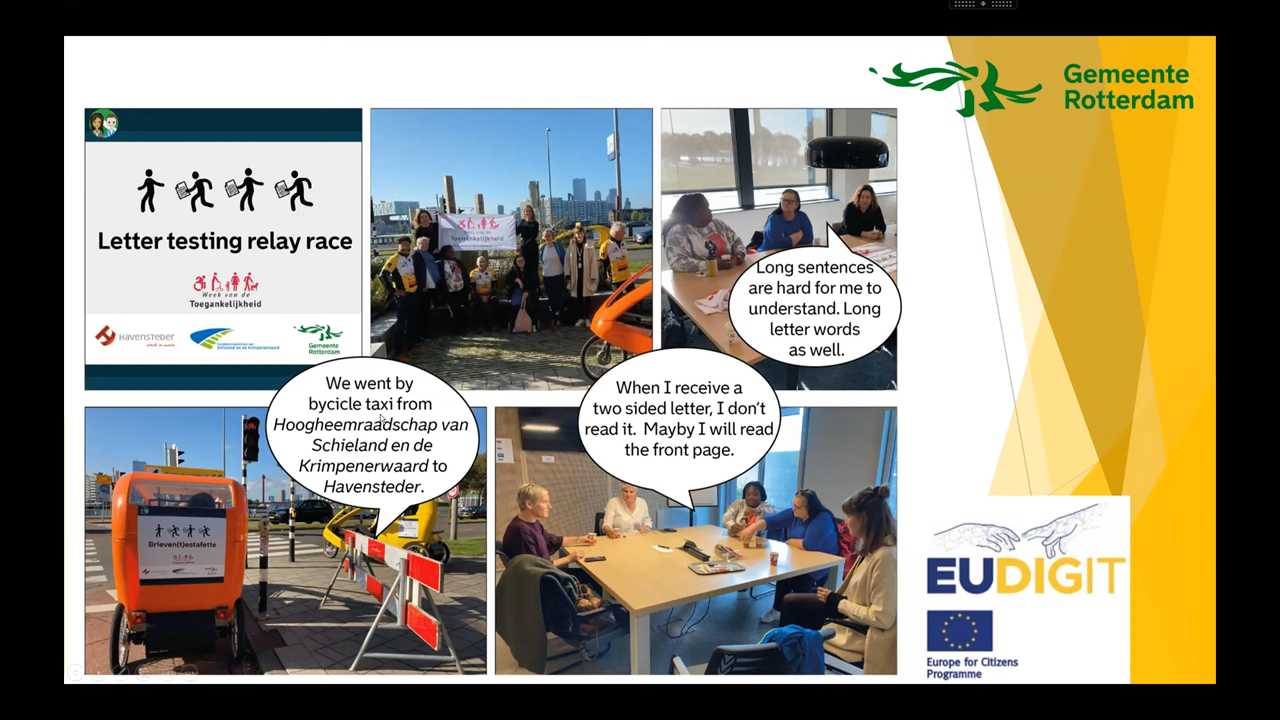 Gemeente
Rotterdam
Letter testing relay race
Week van de
Toegankelijkheid
HAVENSTEDER
Gemeente
Rotterdam
Toegankelijkheid
Long sentences
are hard for me to
understand. Long
letter words
as well.
We went by
bycicle taxi from
Hoogheemraadschap van
Schieland en de
Krimpenerwaard to
Havensteder.
When I receive a
two sided letter, I don't
read it. Mayby I will read
the front page.
Brieven(t)estafette
EUDIGIT
Europe for Citizens
Programme